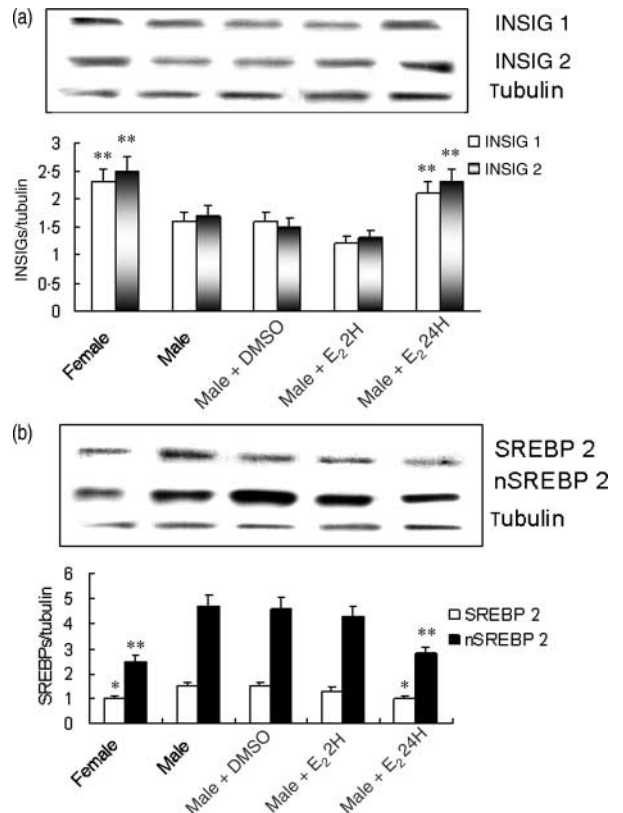 (a)
INSIG 1
INSIG 2
Tubulin
INSIGs/tubulin
3
2·5
2
1·5
1
0·5
0
** **
** **
INSIG 1
INSIG 2
Female
Male
Male + DMSO
Male + E2 2H
Male + E2 24H
(b)
SREBP 2
nSREBP 2
Tubulin
SREBPs/tubulin
6
5
4
3
2
1
0
* **
* **
SREBP 2
nSREBP 2
Female
Male
Male + DMSO
Male + E2 2H
Male + E2 24H